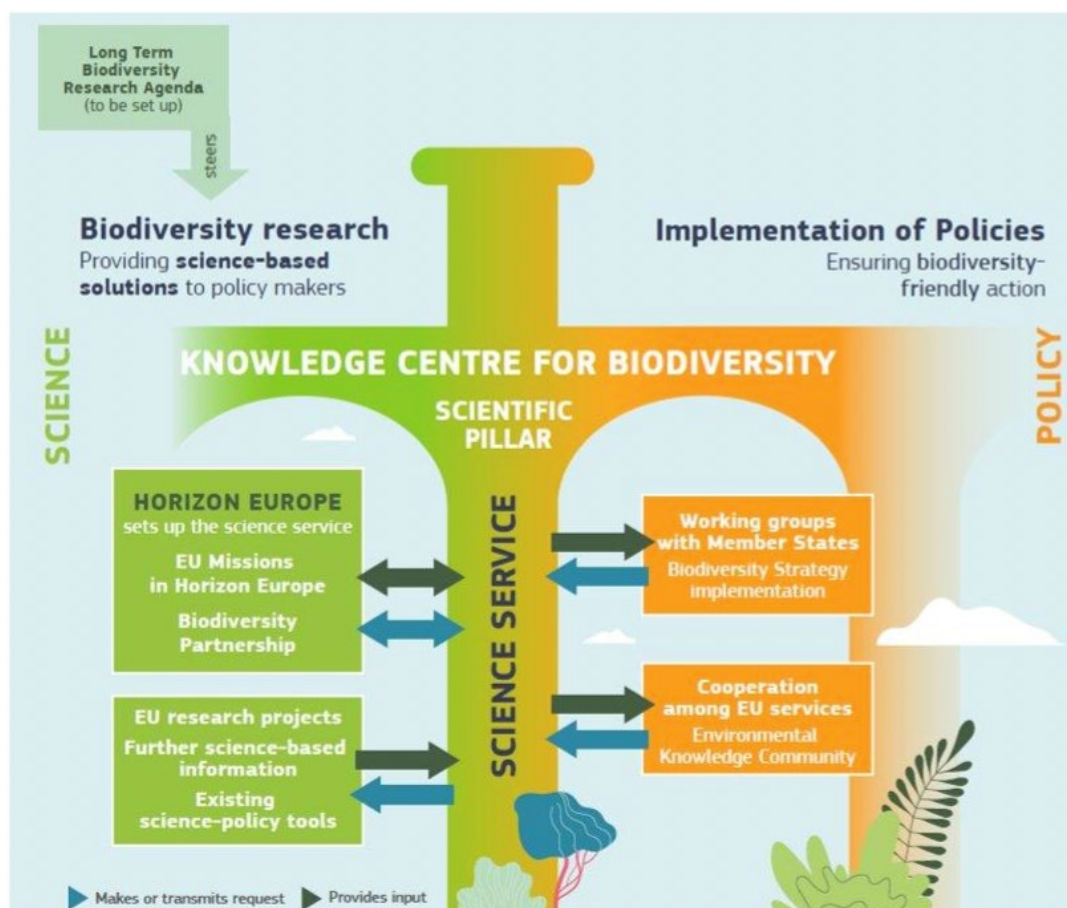 Long Term
Biodiversity
Research Agenda
(to be set up)
steers
Biodiversity research
Providing science-based
solutions to policy makers
Implementation of Policies
Ensuring biodiversity-
friendly action
SCIENCE
POLICY
KNOWLEDGE CENTRE FOR BIODIVERSITY
SCIENTIFIC
PILLAR
SCIENCE SERVICE
HORIZON EUROPE
sets up the science service
EU Missions
in Horizon Europe
Biodiversity
Partnership
EU research projects
Further science-based
information
Existing
science-policy tools
Working groups
with Member States
Biodiversity Strategy
implementation
Cooperation
among EU services
Environmental
Knowledge Community
Makes or transmits request
Provides input